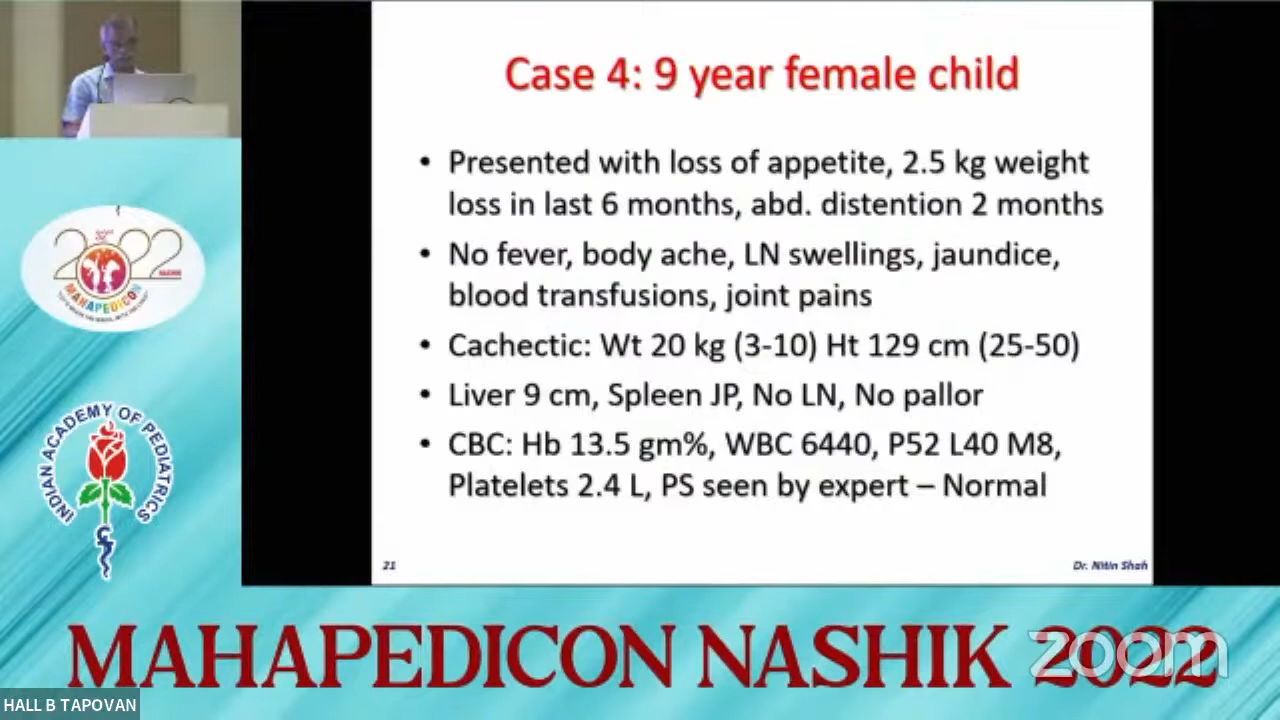 Case 4: 9 year female child
• Presented with loss of appetite, 2.5 kg weight
loss in last 6 months, abd. distention 2 months
• No fever, body ache, LN swellings, jaundice,
blood transfusions, joint pains
• Cachectic: Wt 20 kg (3-10) Ht 129 cm (25-50)
• Liver 9 cm, Spleen JP, No LN, No pallor
• CBC: Hb 13.5 gm%, WBC 6440, P52 L40 M8,
Platelets 2.4 L, PS seen by expert – Normal
21
Dr. Nitin Shah
2022
MAHAPEDICON
INDIAN ACADEMY OF PEDIATRICS
MAHAPEDICON NASHIK 2022
zoom
HALL B TAPOVAN